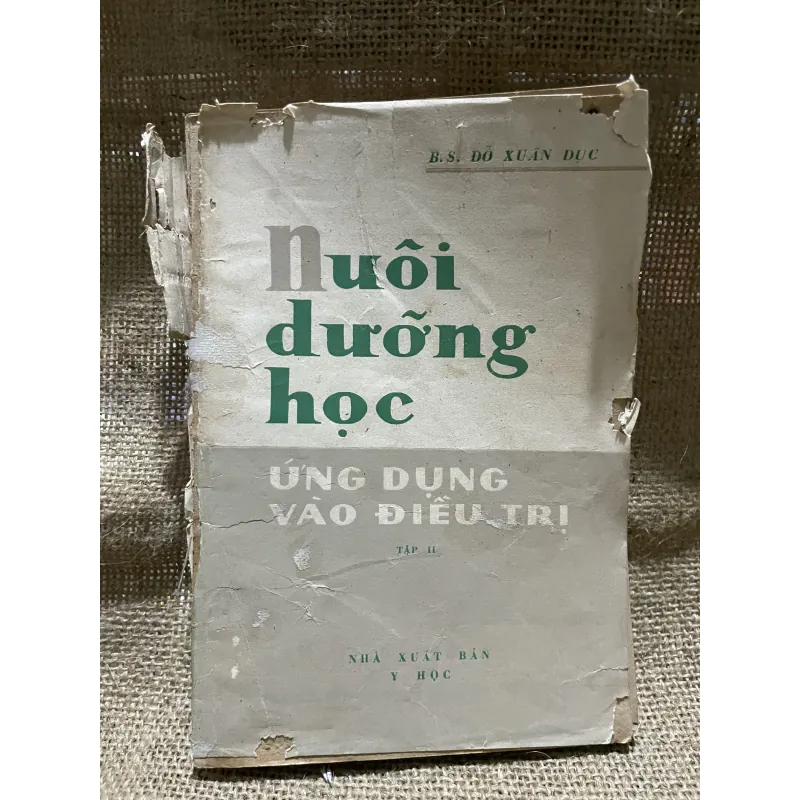 B.S. ĐỖ XUÂN DỤC
Nuôi
dưỡng
học
ỨNG DỤNG
VÀO ĐIỀU TRỊ
TẬP II
NHÀ XUẤT BẢN
Y HỌC